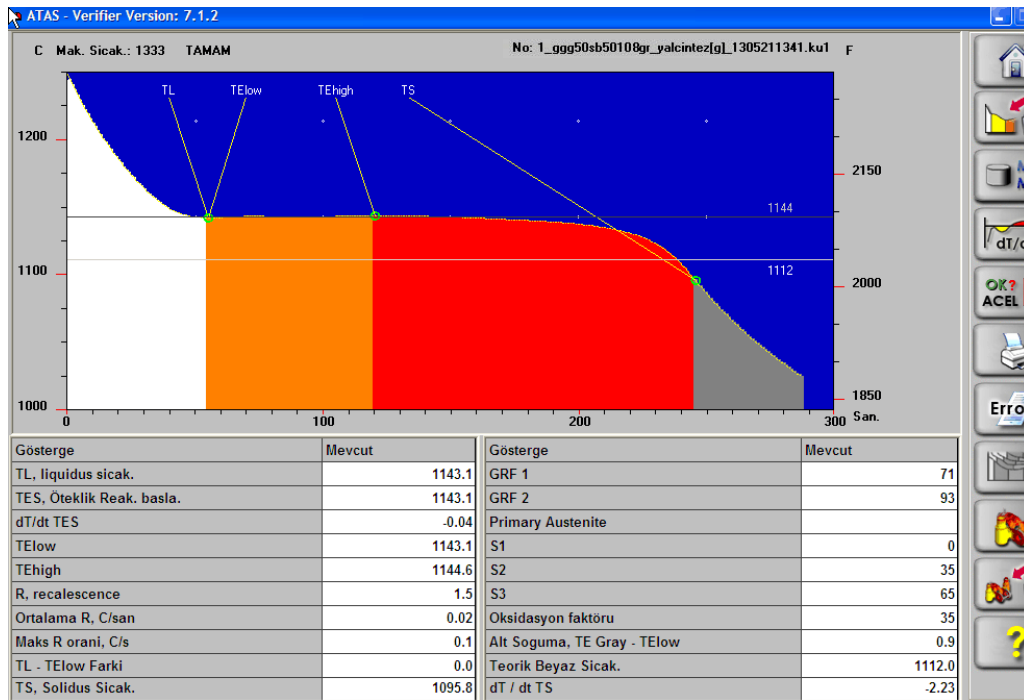 ATAS - Verifier Version: 7.1.2
C Mak. Sicak.: 1333 TAMAM No: 1_ggg50sb50108gr_yalcintez[g]_1305211341.ku1 F
TL TElow TEhigh TS
1200
2150
1144
1100
1112
2000
1000
1850
0 100 200 300 San.
Gösterge Mevcut
TL, liquidus sicak. 1143.1
TES, Öteklik Reak. basla. 1143.1
dT/dt TES -0.04
TElow 1143.1
TEhigh 1144.6
R, recalescence 1.5
Ortalama R, C/san 0.02
Maks R orani, C/s 0.1
TL - TElow Farki 0.0
TS, Solidus Sicak. 1095.8
Gösterge Mevcut
GRF 1 71
GRF 2 93
Primary Austenite
S1 0
S2 35
S3 65
Oksidasyon faktöru 35
Alt Soguma, TE Gray - TElow 0.9
Teorik Beyaz Sicak. 1112.0
dT / dt TS -2.23
dT/
OK?
ACEL
Erro
?